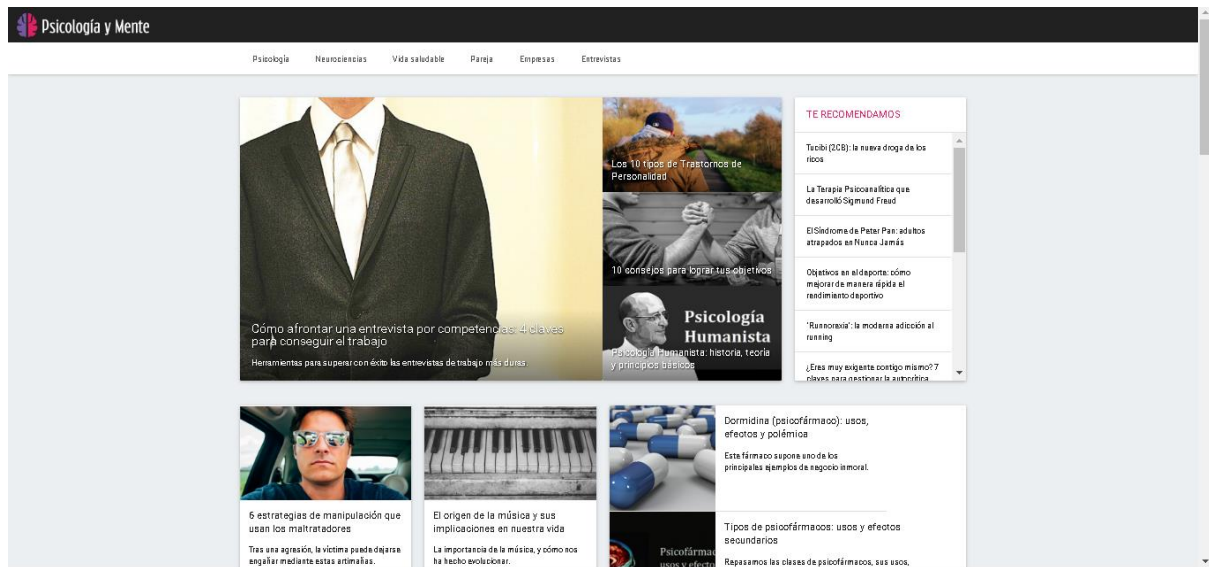 Psicología y Mente
Psicología
Neurociencias
Vida saludable
Pareja
Empresas
Entrevistas
Cómo afrontar una entrevista por competencias: 4 claves
para conseguir el trabajo
Herramientas para superar con éxito las entrevistas de trabajo más duras.
Los 10 tipos de Trastornos de
Personalidad
10 consejos para lograr tus objetivos
Psicología
Humanista
Psicología Humanista: historia, teoría
y principios básicos
TE RECOMENDAMOS
Tucibi (2CB): la nueva droga de los
ricos
La Terapia Psicoanalítica que
desarrolló Sigmund Freud
El Síndrome de Peter Pan: adultos
atrapados en Nunca Jamás
Objetivos en el deporte: cómo
mejorar de manera rápida el
rendimiento deportivo
'Runnorexia': la moderna adicción al
running
¿Eres muy exigente contigo mismo? 7
claves para gestionar la autocrítica
6 estrategias de manipulación que
usan los maltratadores
Tras una agresión, la víctima puede dejarse
engañar mediante estas artimañas.
El origen de la música y sus
implicaciones en nuestra vida
La importancia de la música, y cómo nos
ha hecho evolucionar.
Dormidina (psicofármaco): usos,
efectos y polémica
Este fármaco supone uno de los
principales ejemplos de negocio inmoral.
Psicofármac
usos y efecto
Tipos de psicofármacos: usos y efectos
secundarios
Repasamos las clases de psicofármacos, sus usos,